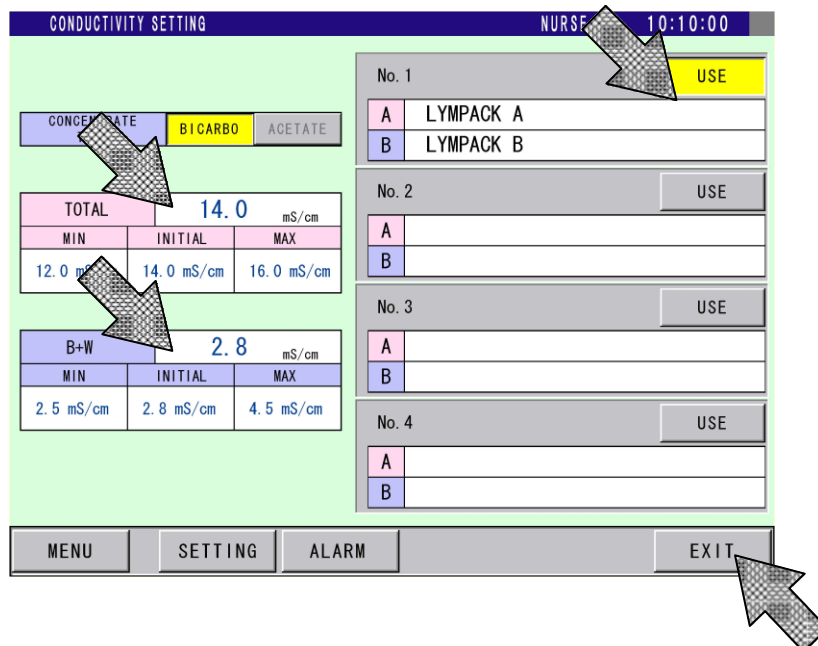 CONDUCTIVITY SETTING NURSE 10:10:00
No. 1 USE
A LYMPACK A
B LYMPACK B
BICARBO ACETATE
TOTAL 14.0 mS/cm
MIN INITIAL MAX
12.0 14.0 mS/cm 16.0 mS/cm
B+W 2.8 mS/cm
MIN INITIAL MAX
2.5 mS/cm 2.8 mS/cm 4.5 mS/cm
No. 2 USE
A
B
No. 3 USE
A
B
No. 4 USE
A
B
MENU SETTING ALARM EXIT